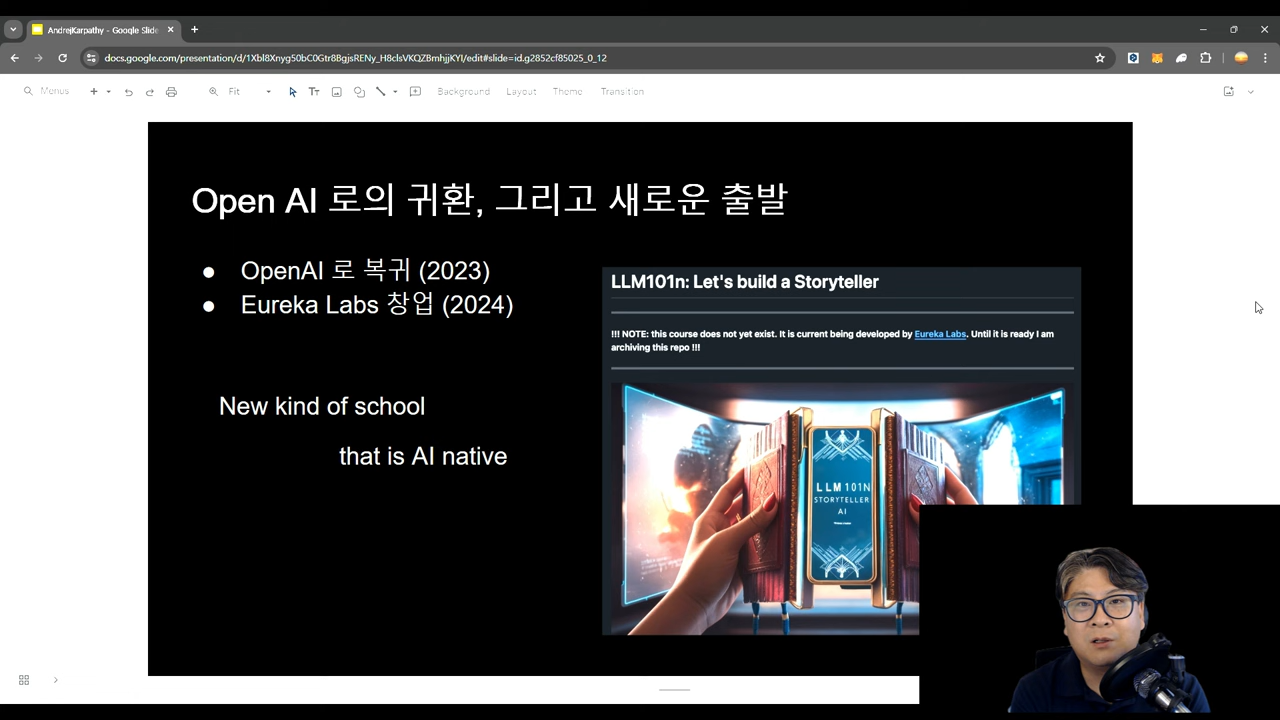 AndrejKarpathy - Google Slide
docs.google.com/presentation/d/1Xbl8Xnyg50bC0Gtr8BgjsRENy_H8clsVKQZBmhjjKYI/edit#slide=id.g2852cf85025_0_12
Menus
Fit
Background
Layout
Theme
Transition
Open AI 로의 귀환, 그리고 새로운 출발
● OpenAI 로 복귀 (2023)
● Eureka Labs 창업 (2024)
New kind of school
that is AI native
LLM101n: Let's build a Storyteller
!!! NOTE: this course does not yet exist. It is current being developed by Eureka Labs. Until it is ready I am
archiving this repo !!!
LLM 101N
STORYTELLER
AI